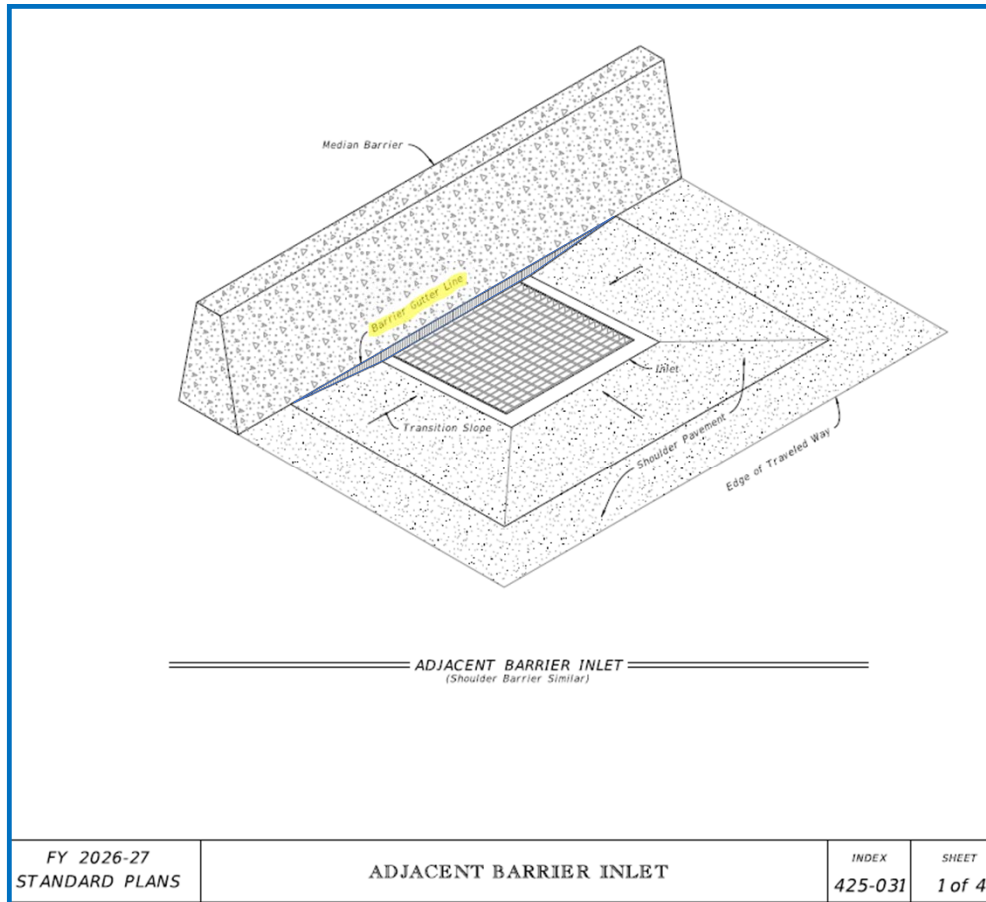 Median Barrier
Barrier Gutter Line
Inlet
Transition Slope
Shoulder Pavement
Edge of Traveled Way
ADJACENT BARRIER INLET
(Shoulder Barrier Similar)
FY 2026-27
STANDARD PLANS
ADJACENT BARRIER INLET
INDEX
425-031
SHEET
1 of 4